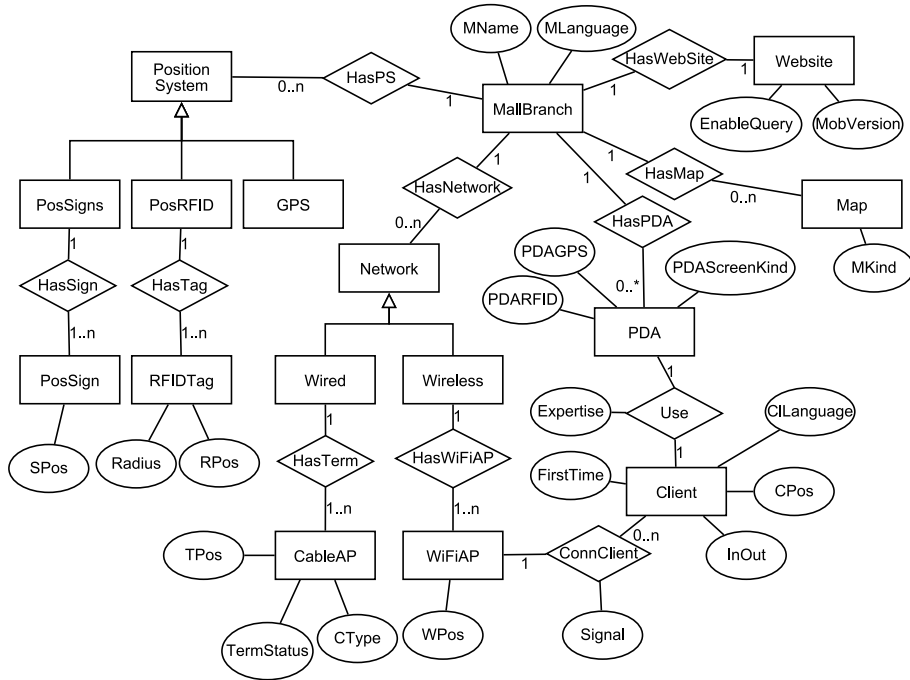 MName
MLanguage
HasWebSite
Website
Position
System
HasPS
0..n
1
1
1
MallBranch
EnableQuery
MobVersion
1
1
1
HasNetwork
HasMap
PosSigns
PosRFID
GPS
0..n
Map
HasPDA
0..n
1
1
PDAGPS
PDAScreenKind
MKind
Network
HasSign
HasTag
PDARFID
0..*
1..n
1..n
PDA
PosSign
RFIDTag
Wired
Wireless
1
1
1
Expertise
Use
ClLanguage
SPos
Radius
RPos
HasTerm
HasWiFiAP
1
FirstTime
Client
CPos
1..n
1..n
0..n
TPos
CableAP
WiFiAP
1
ConnClient
InOut
TermStatus
CType
WPos
Signal